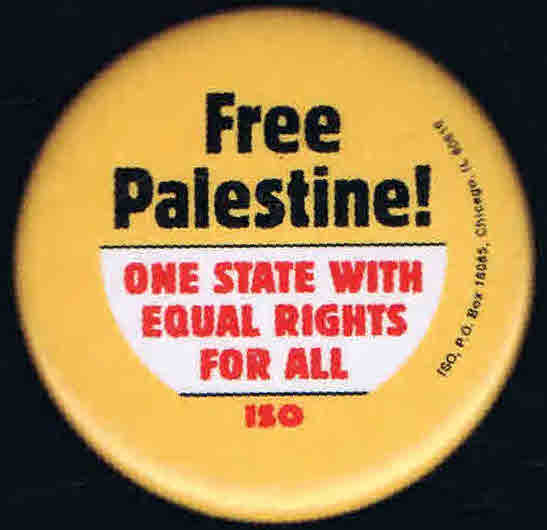 Free
Palestine!
ONE STATE WITH
EQUAL RIGHTS
FOR ALL
ISO
ISO, P.O. Box 16085, Chicago, IL 60616